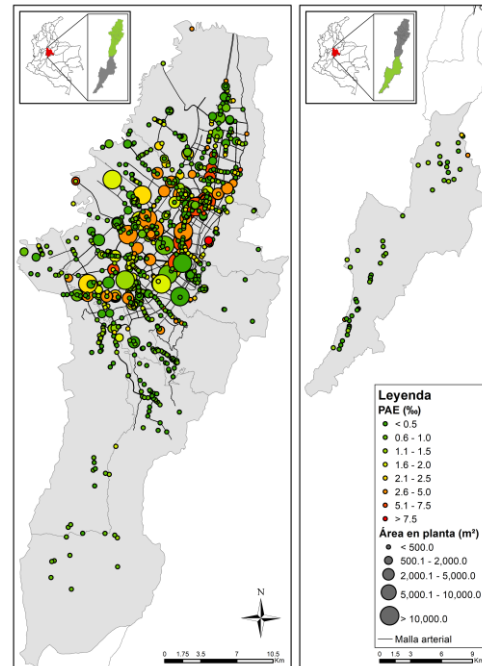 N
0 1.75 3.5 7 10.5
Km
Leyenda
PAE (‰)
< 0.5
0.6 - 1.0
1.1 - 1.5
1.6 - 2.0
2.1 - 2.5
2.6 - 5.0
5.1 - 7.5
> 7.5
Área en planta (m²)
< 500.0
500.1 - 2,000.0
2,000.1 - 5,000.0
5,000.1 - 10,000.0
> 10,000.0
Malla arterial
0 1.5 3 6 9
Km